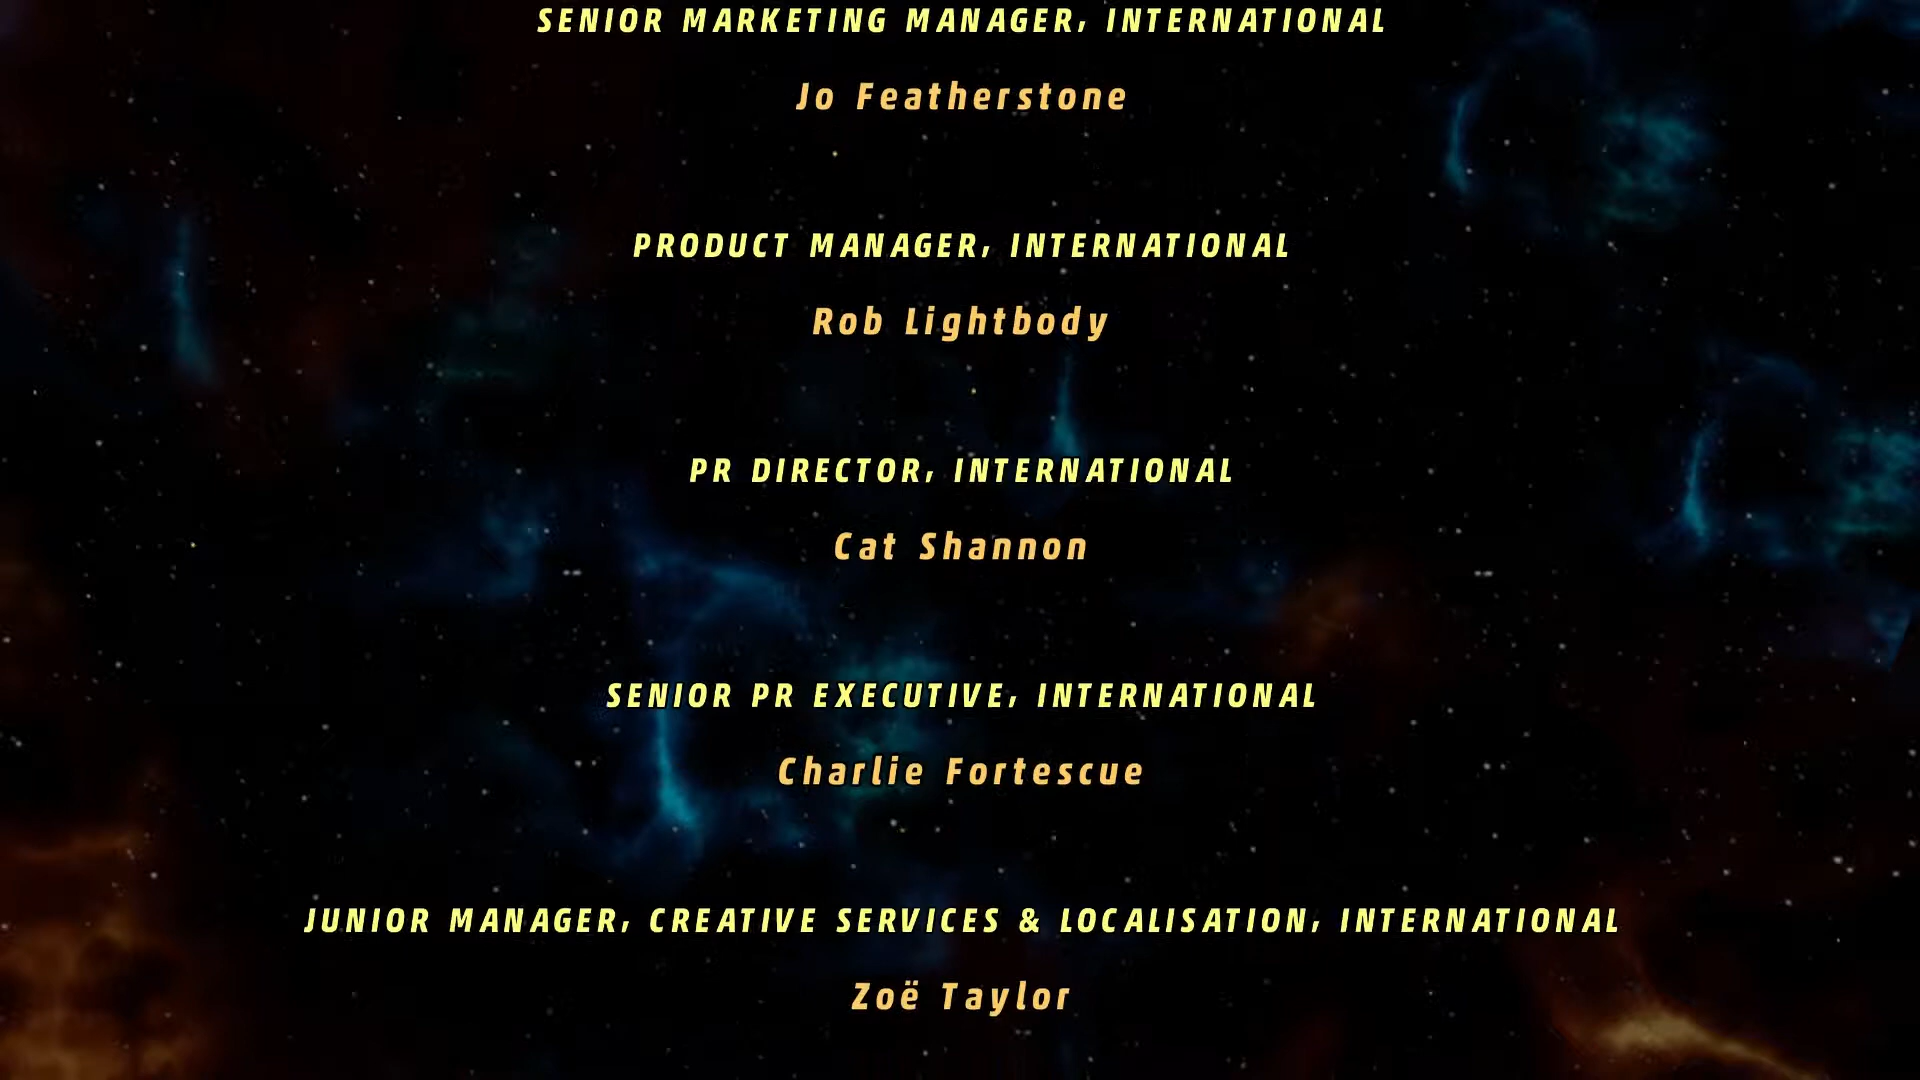 SENIOR MARKETING MANAGER, INTERNATIONAL
Jo Featherstone
PRODUCT MANAGER, INTERNATIONAL
Rob Lightbody
PR DIRECTOR, INTERNATIONAL
Cat Shannon
SENIOR PR EXECUTIVE, INTERNATIONAL
Charlie Fortescue
JUNIOR MANAGER, CREATIVE SERVICES & LOCALISATION, INTERNATIONAL
Zoë Taylor